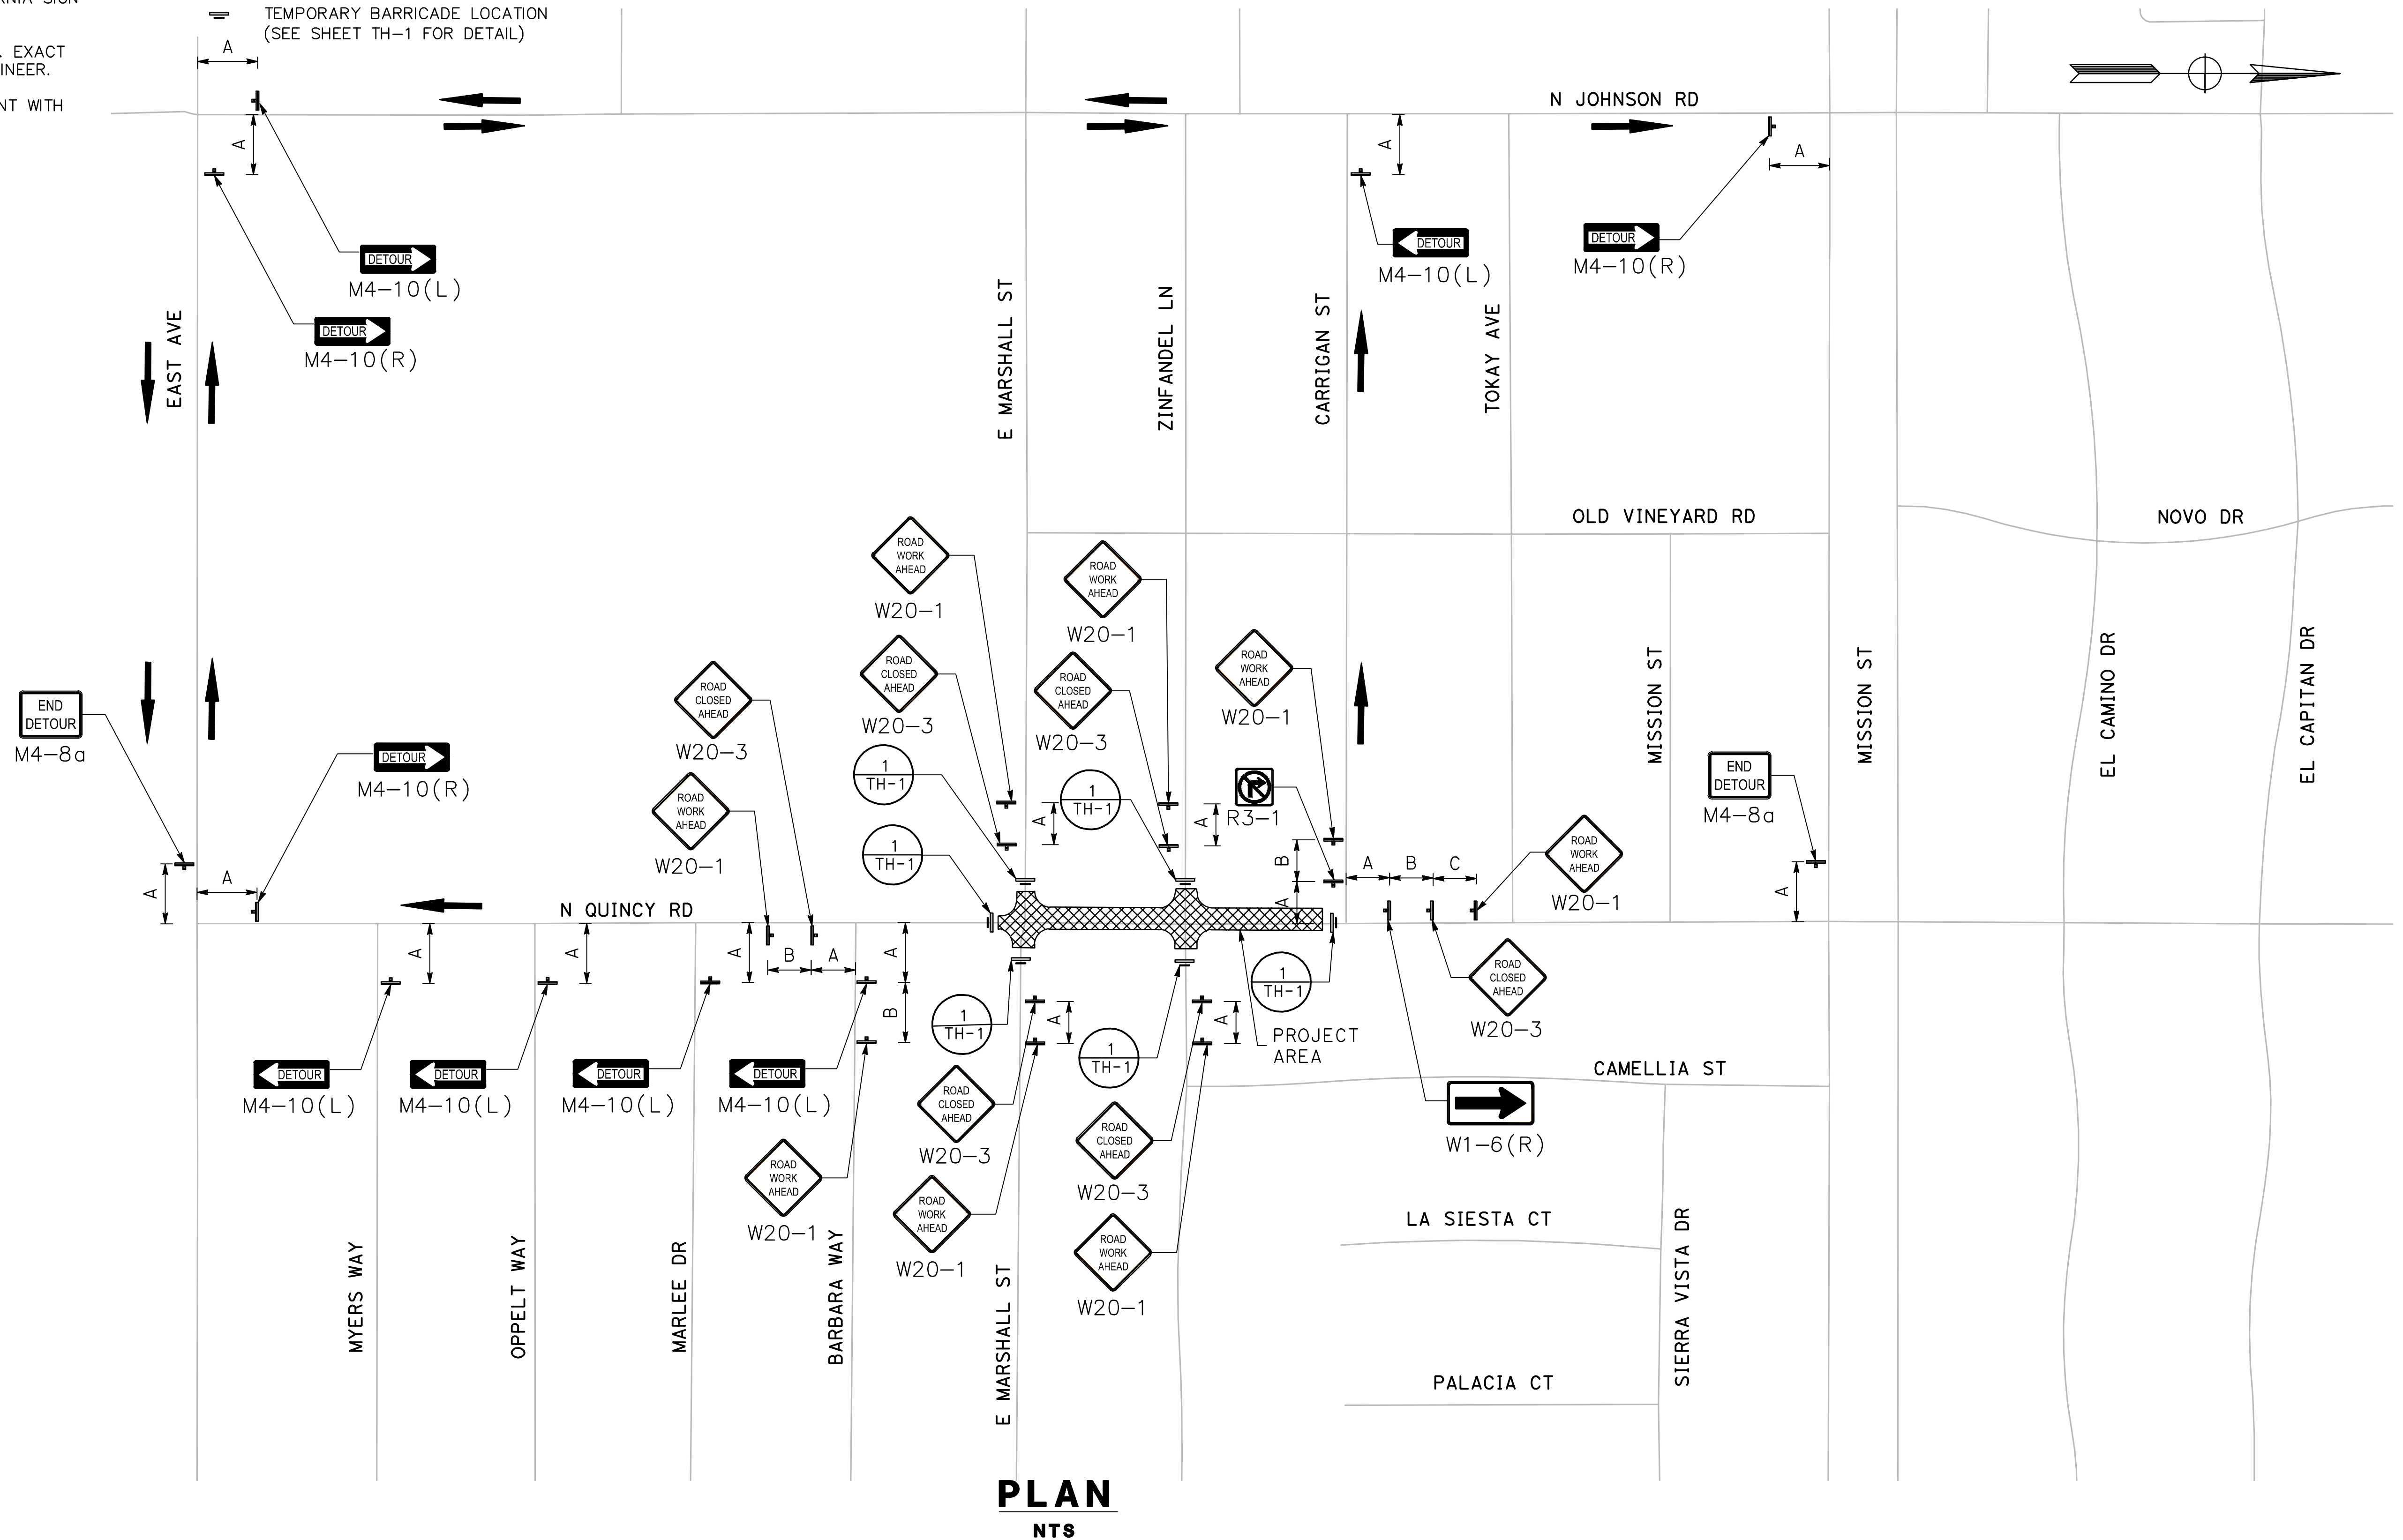 RNIA SIGN
TEMPORARY BARRICADE LOCATION
(SEE SHEET TH-1 FOR DETAIL)
EXACT
INEER.
NT WITH
A
A
N JOHNSON RD
A
A
DETOUR
M4-10(L)
DETOUR
M4-10(R)
DETOUR
M4-10(L)
DETOUR
M4-10(R)
EAST AVE
E MARSHALL ST
ZINFANDEL LN
CARRIGAN ST
TOKAY AVE
OLD VINEYARD RD
NOVO DR
ROAD
WORK
AHEAD
W20-1
ROAD
WORK
AHEAD
W20-1
ROAD
CLOSED
AHEAD
W20-3
ROAD
CLOSED
AHEAD
W20-3
ROAD
WORK
AHEAD
W20-1
ROAD
CLOSED
AHEAD
W20-3
MISSION ST
MISSION ST
EL CAMINO DR
EL CAPITAN DR
END
DETOUR
M4-8a
DETOUR
M4-10(R)
ROAD
WORK
AHEAD
W20-1
1
TH-1
1
TH-1
1
TH-1
R3-1
END
DETOUR
M4-8a
ROAD
WORK
AHEAD
W20-1
A
A
A
A
B
A
A
B
C
A
N QUINCY RD
A
A
A
B
A
A
B
A
A
1
TH-1
1
TH-1
1
TH-1
PROJECT
AREA
ROAD
CLOSED
AHEAD
W20-3
CAMELLIA ST
DETOUR
M4-10(L)
DETOUR
M4-10(L)
DETOUR
M4-10(L)
DETOUR
M4-10(L)
ROAD
CLOSED
AHEAD
W20-3
ROAD
CLOSED
AHEAD
W20-3
W1-6(R)
ROAD
WORK
AHEAD
W20-1
ROAD
WORK
AHEAD
W20-1
ROAD
WORK
AHEAD
W20-1
MYERS WAY
OPPELT WAY
MARLEE DR
BARBARA WAY
E MARSHALL ST
LA SIESTA CT
SIERRA VISTA DR
PALACIA CT
PLAN
NTS